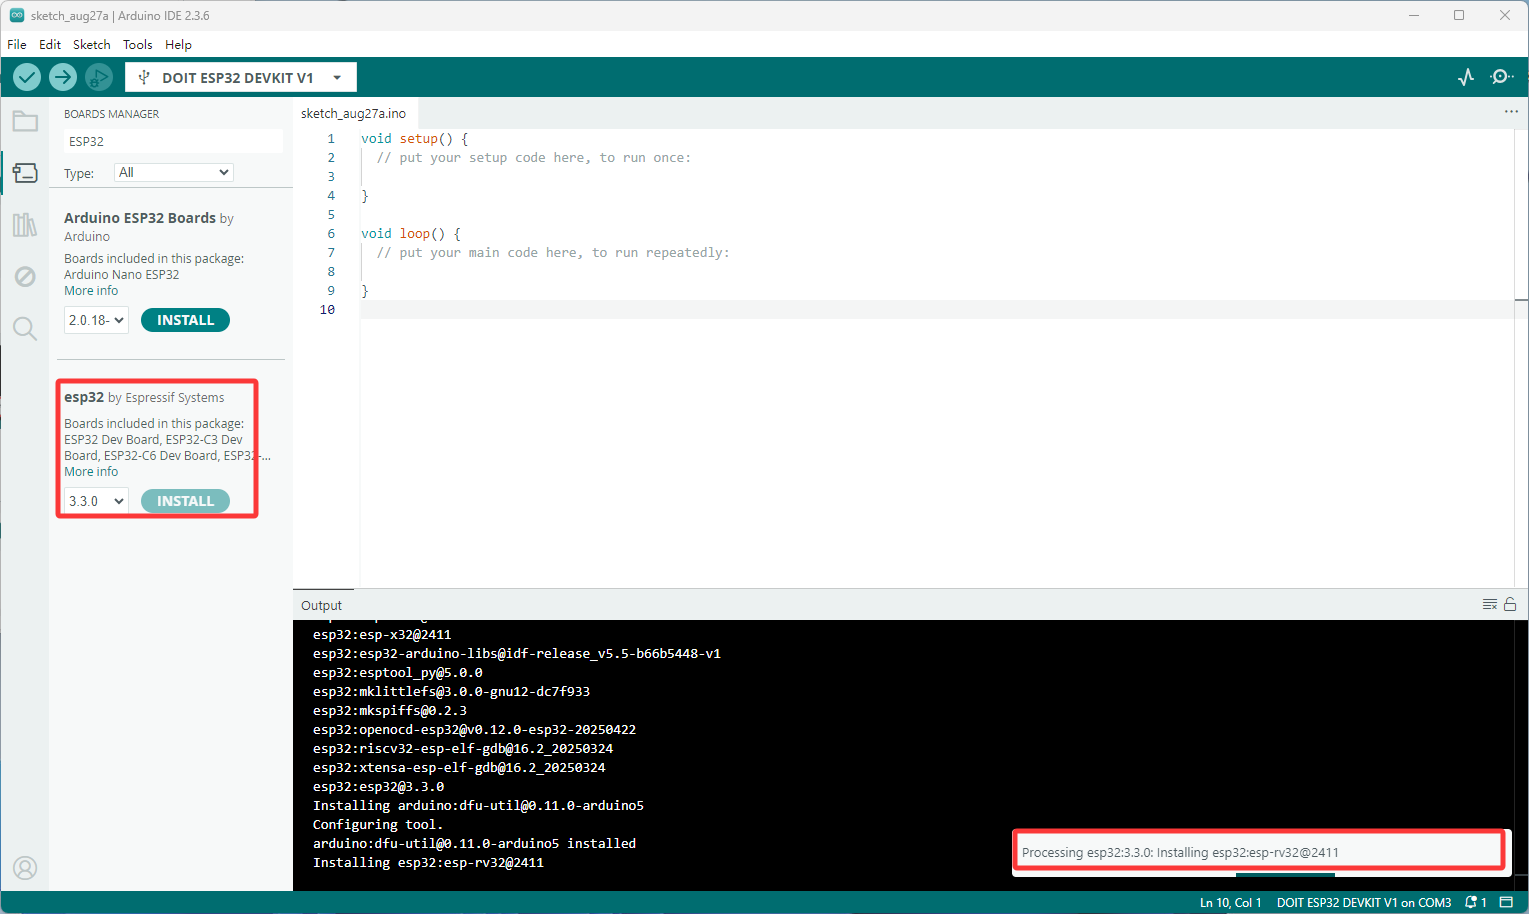 sketch_aug27a | Arduino IDE 2.3.6
File Edit Sketch Tools Help
DOIT ESP32 DEVKIT V1
BOARDS MANAGER
ESP32
Type: All
Arduino ESP32 Boards by
Arduino
Boards included in this package:
Arduino Nano ESP32
More info
2.0.18- INSTALL
esp32 by Espressif Systems
Boards included in this package:
ESP32 Dev Board, ESP32-C3 Dev
Board, ESP32-C6 Dev Board, ESP32-...
More info
3.3.0 INSTALL
sketch_aug27a.ino
1 void setup() {
2 // put your setup code here, to run once:
3
4 }
5
6 void loop() {
7 // put your main code here, to run repeatedly:
8
9 }
10
Output
esp32:esp-x32@2411
esp32:esp32-arduino-libs@idf-release_v5.5-b66b5448-v1
esp32:esptool_py@5.0.0
esp32:mklittlefs@3.0.0-gnu12-dc7f933
esp32:mkspiffs@0.2.3
esp32:openocd-esp32@v0.12.0-esp32-20250422
esp32:riscv32-esp-elf-gdb@16.2_20250324
esp32:xtensa-esp-elf-gdb@16.2_20250324
esp32:esp32@3.3.0
Installing arduino:dfu-util@0.11.0-arduino5
Configuring tool.
arduino:dfu-util@0.11.0-arduino5 installed
Installing esp32:esp-rv32@2411
Processing esp32:3.3.0: Installing esp32:esp-rv32@2411
Ln 10, Col 1 DOIT ESP32 DEVKIT V1 on COM3 1